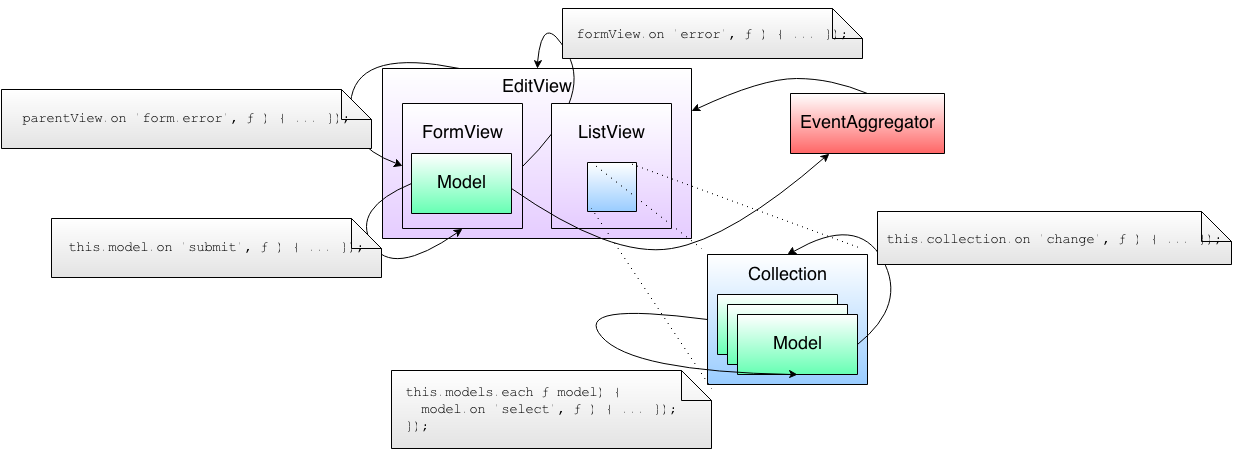 formView.on 'error', ƒ ) { ... });
EditView
parentView.on 'form.error', ƒ ) { ... });
FormView
ListView
EventAggregator
Model
this.model.on 'submit', ƒ ) { ... });
this.collection.on 'change', ƒ ) { ... });
Collection
Model
this.models.each ƒ model) {
model.on 'select', ƒ ) { ... });
});